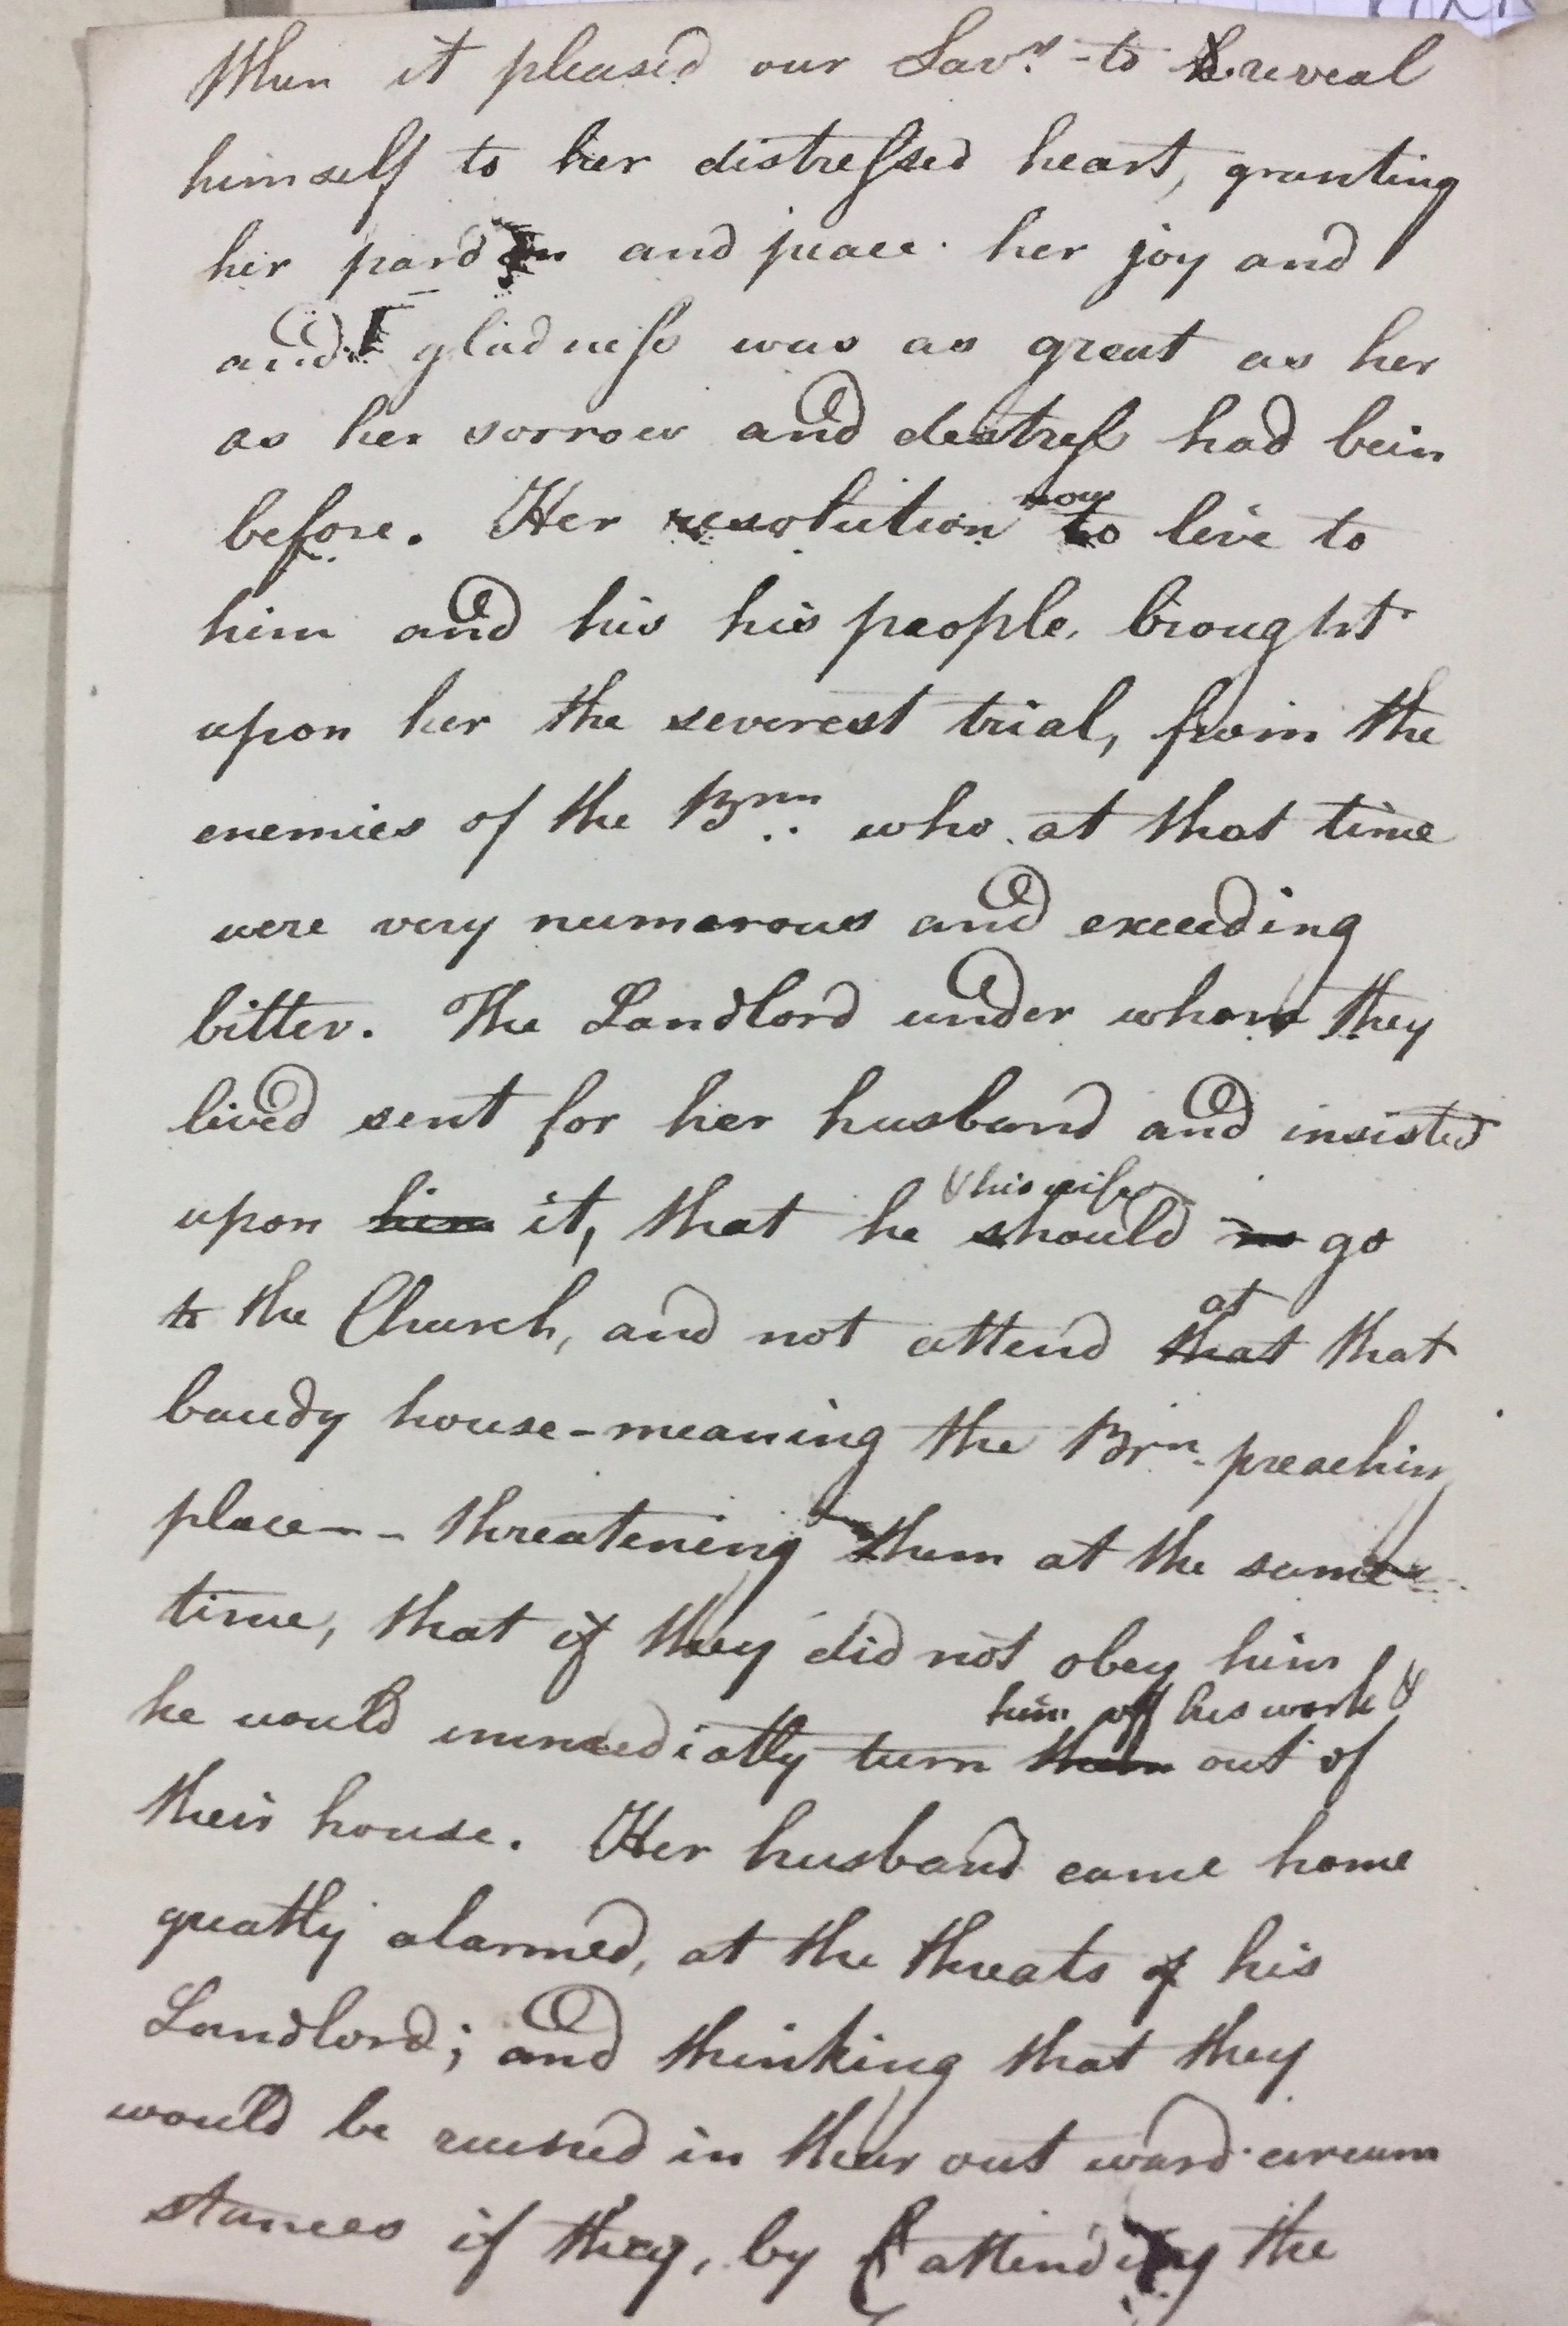 When it pleased our Savr. to reveal
himself to her distressed heart, granting
her pardon and peace. her joy and
and gladness was as great as her
as her sorrow and destress had bein
before. Her resolution now to live to
him and his his people, brought
upon her the severest trial, from the
enemies of the Brn.. who at that time
were very numerous and exceeding
bitter. The Landlord under whom they
lived sent for her husband and insisted
upon him it, that he & his wife should go
to the Church, and not attend that at that
baudy house - meaning the Brn. preaching
place - - threatening them at the same
time, that if they did not obey him
he would immediatly turn them him off his work & out of
their house. Her husband came home
greatly alarmed, at the threats of his
Landlord; and thinking that they
would be ruined in their out ward circum
stances if they, by attending the